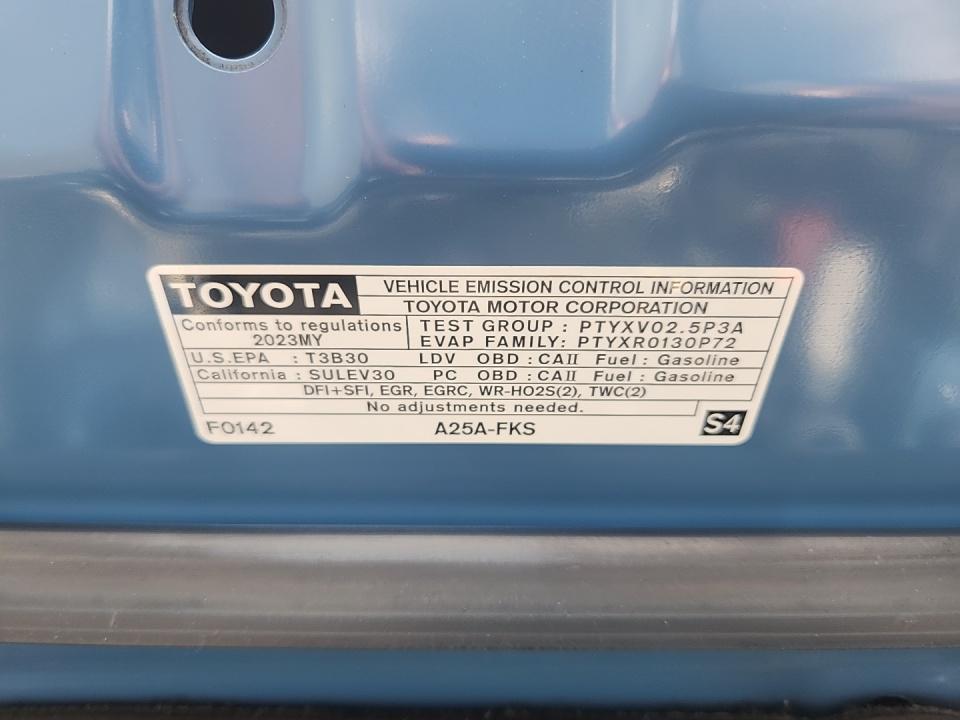 TOYOTA
VEHICLE EMISSION CONTROL INFORMATION
TOYOTA MOTOR CORPORATION
Conforms to regulations
2023MY
TEST GROUP : PTYXV02.5P3A
EVAP FAMILY: PTYXR0130P72
U.S.EPA : T3B30 LDV OBD : CAII Fuel : Gasoline
California : SULEV30 PC OBD : CAII Fuel : Gasoline
DFI+SFI, EGR, EGRC, WR-HO2S(2), TWC(2)
No adjustments needed.
F0142 A25A-FKS S4